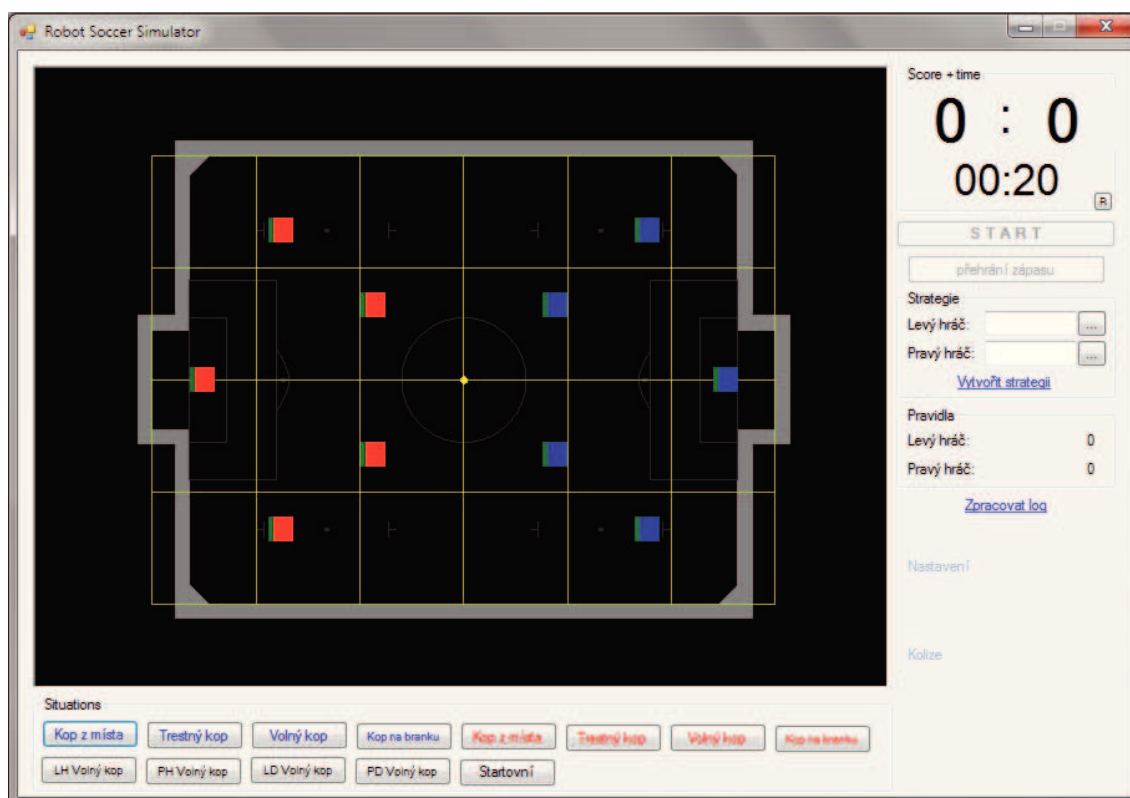 Robot Soccer Simulator
Score + time
0 : 0
00:20
R
START
přehrání zápasu
Strategie
Levý hráč: ...
Pravý hráč: ...
Vytvořit strategii
Pravidla
Levý hráč: 0
Pravý hráč: 0
Zpracovat log
Nastavení
Kolize
Situations
Kop z místa Trestný kop Volný kop Kop na branku Kop z místa Trestný kop Volný kop Kop na branku
LH Volný kop PH Volný kop LD Volný kop PD Volný kop Startovní